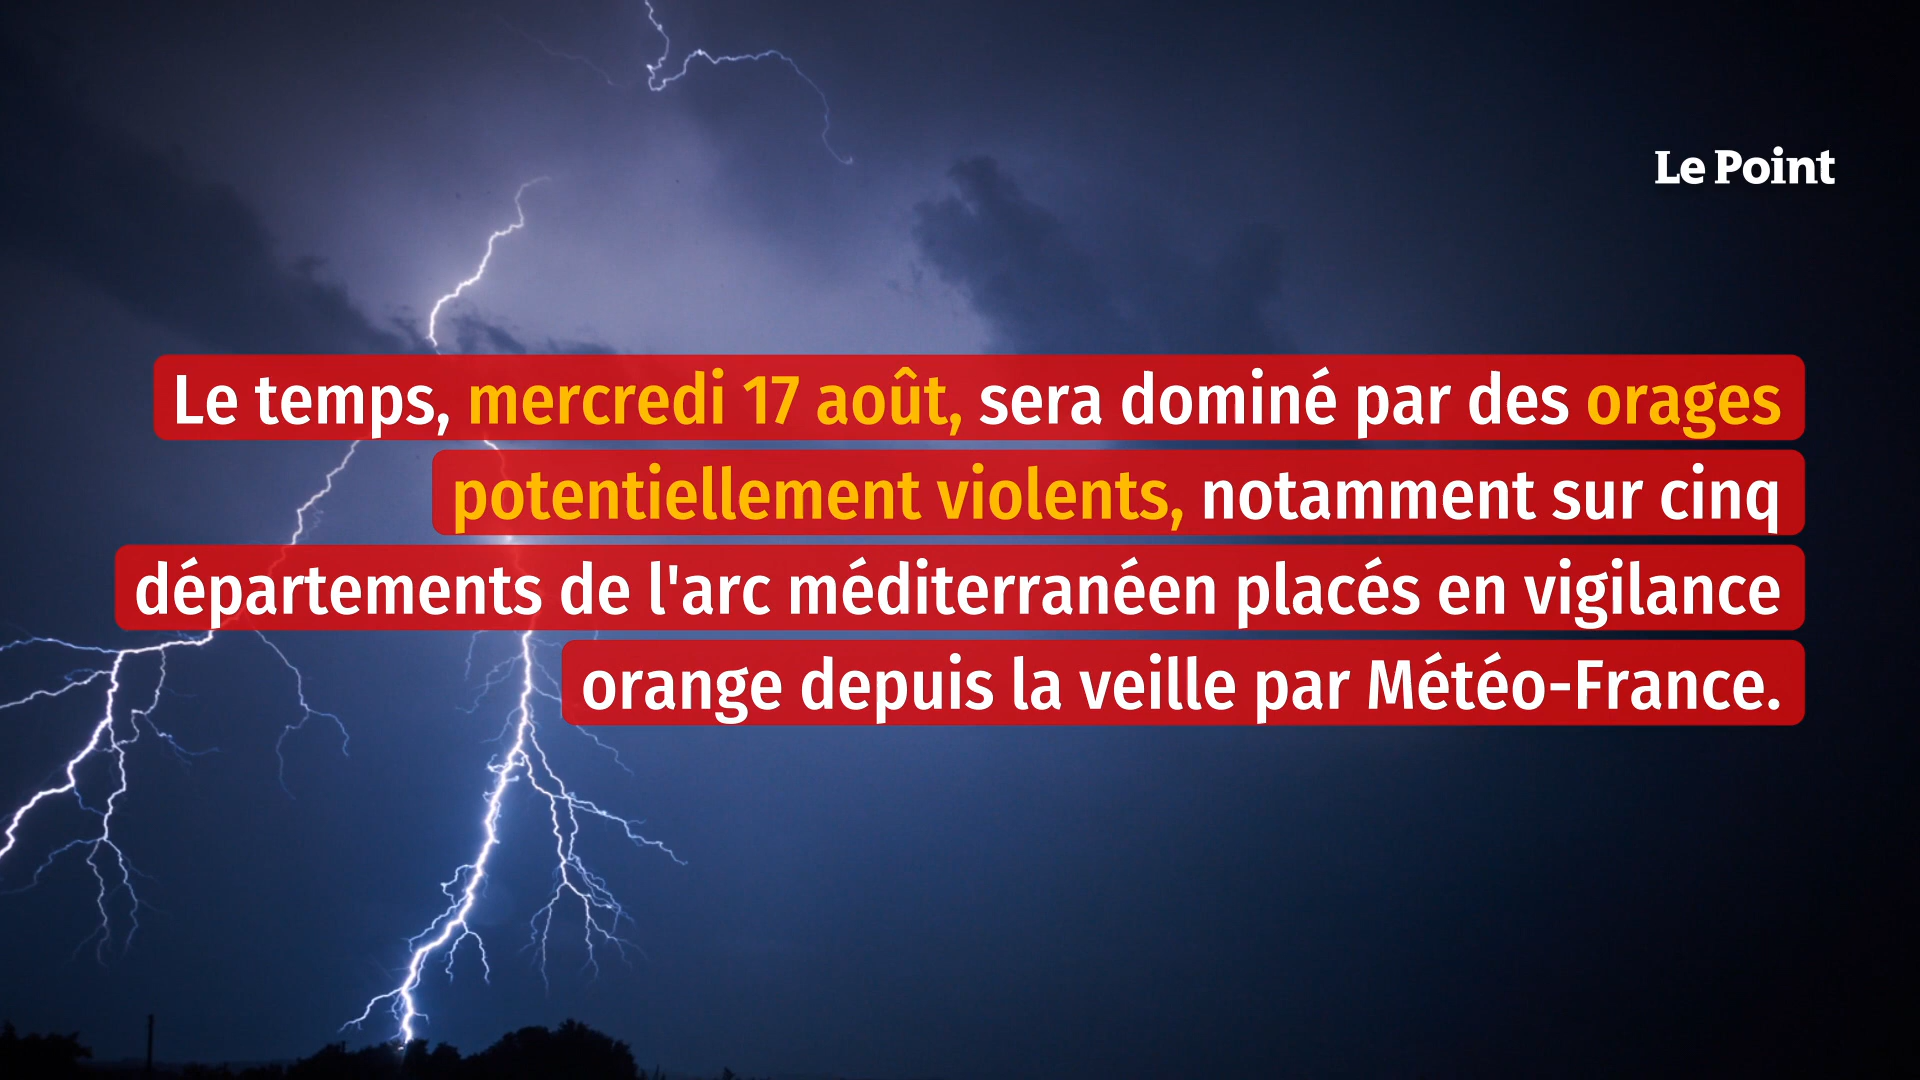 Le Point
Le temps, mercredi 17 août, sera dominé par des orages
potentiellement violents, notamment sur cinq
départements de l'arc méditerranéen placés en vigilance
orange depuis la veille par Météo-France.